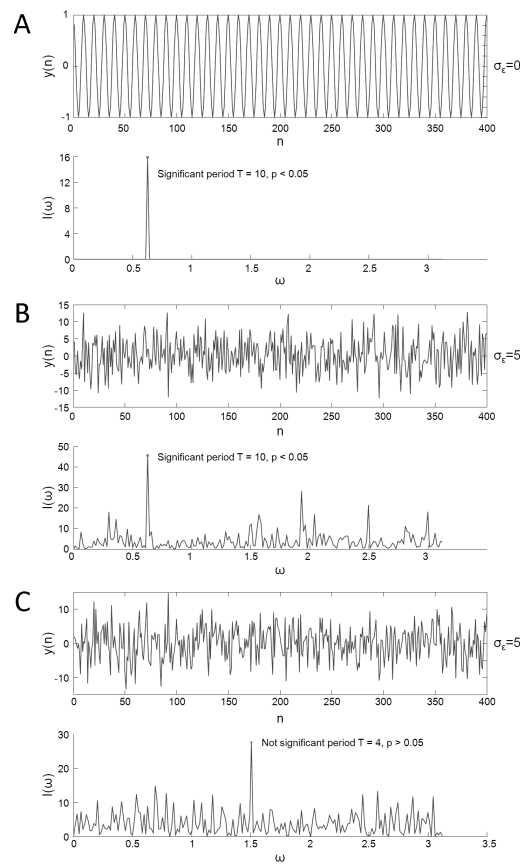 A
y(n)
1
0
-1
0 50 100 150 200 250 300 350 400
n
σε=0
I(ω)
16
12
8
4
0
Significant period T = 10, p < 0.05
0 0.5 1 1.5 2 2.5 3
ω
B
y(n)
15
10
5
0
-5
-10
-15
0 50 100 150 200 250 300 350 400
n
σε=5
I(ω)
50
40
30
20
10
0
Significant period T = 10, p < 0.05
0 0.5 1 1.5 2 2.5 3
ω
C
y(n)
10
0
-10
0 50 100 150 200 250 300 350 400
n
σε=5
I(ω)
30
20
10
0
Not significant period T = 4, p > 0.05
0 0.5 1 1.5 2 2.5 3 3.5
ω